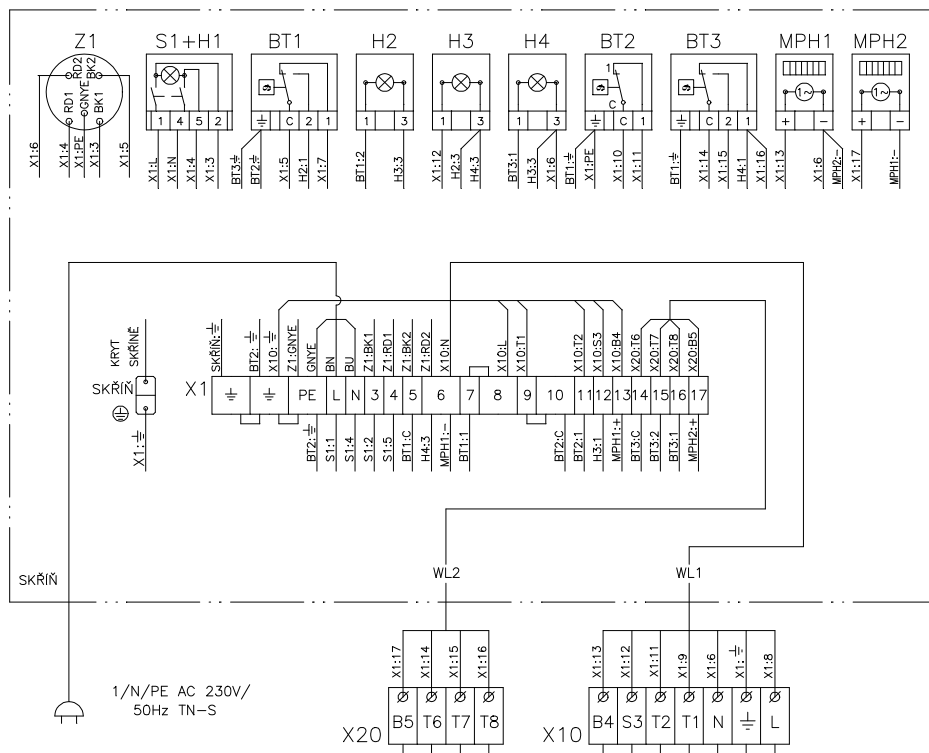 Z1 S1+H1 BT1 H2 H3 H4 BT2 BT3 MPH1 MPH2
RD2 BK2
RD1 GNYE BK1
1 4 5 2
C 2 1
1 3
1 3
1 3
1
C
C 1
C 2 1
1~
+ −
1~
+ −
X1:6 X1:4 X1:PE X1:3 X1:5
X1:L X1:N X1:4 X1:3
BT3:⏚ BT2:⏚ X1:5 H2:1 X1:7
BT1:2 H3:3
X1:12 H2:3 H4:3
BT3:1 H3:3 X1:6
BT1:⏚ X1:PE X1:10 X1:11
BT1:⏚ X1:14 X1:15 H4:1 X1:16
X1:13 X1:6 MPH2:-
X1:17 MPH1:-
KRYT
SKŘÍNĚ
SKŘÍŇ
X1:⏚
SKŘÍŇ:⏚ BT2:⏚ X10:⏚ Z1:GNYE GNYE BN BU Z1:BK1 Z1:RD1 Z1:BK2 Z1:RD2 X10:N X10:L X10:T1 X10:T2 X10:S3 X10:B4 X20:T6 X20:T7 X20:T8 X20:B5
X1 ⏚ ⏚ PE L N 3 4 5 6 7 8 9 10 11 12 13 14 15 16 17
BT2:⏚ S1:1 S1:4 S1:2 S1:5 BT1:C H4:3 MPH1:- BT1:1 BT2:C BT2:1 H3:1 MPH1:+ BT3:C BT3:2 BT3:1 MPH2:+
SKŘÍŇ
WL2 WL1
1/N/PE AC 230V/
50Hz TN-S
X1:17 X1:14 X1:15 X1:16
X20 B5 T6 T7 T8
X1:13 X1:12 X1:11 X1:9 X1:6 X1:⏚ X1:8
X10 B4 S3 T2 T1 N ⏚ L